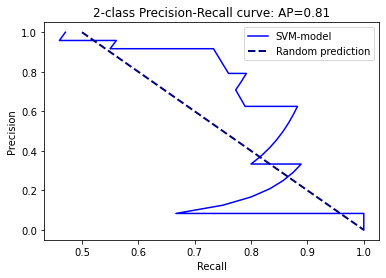 2-class Precision-Recall curve: AP=0.81
SVM-model
Random prediction
Precision
1.0
0.8
0.6
0.4
0.2
0.0
0.5
0.6
0.7
0.8
0.9
1.0
Recall